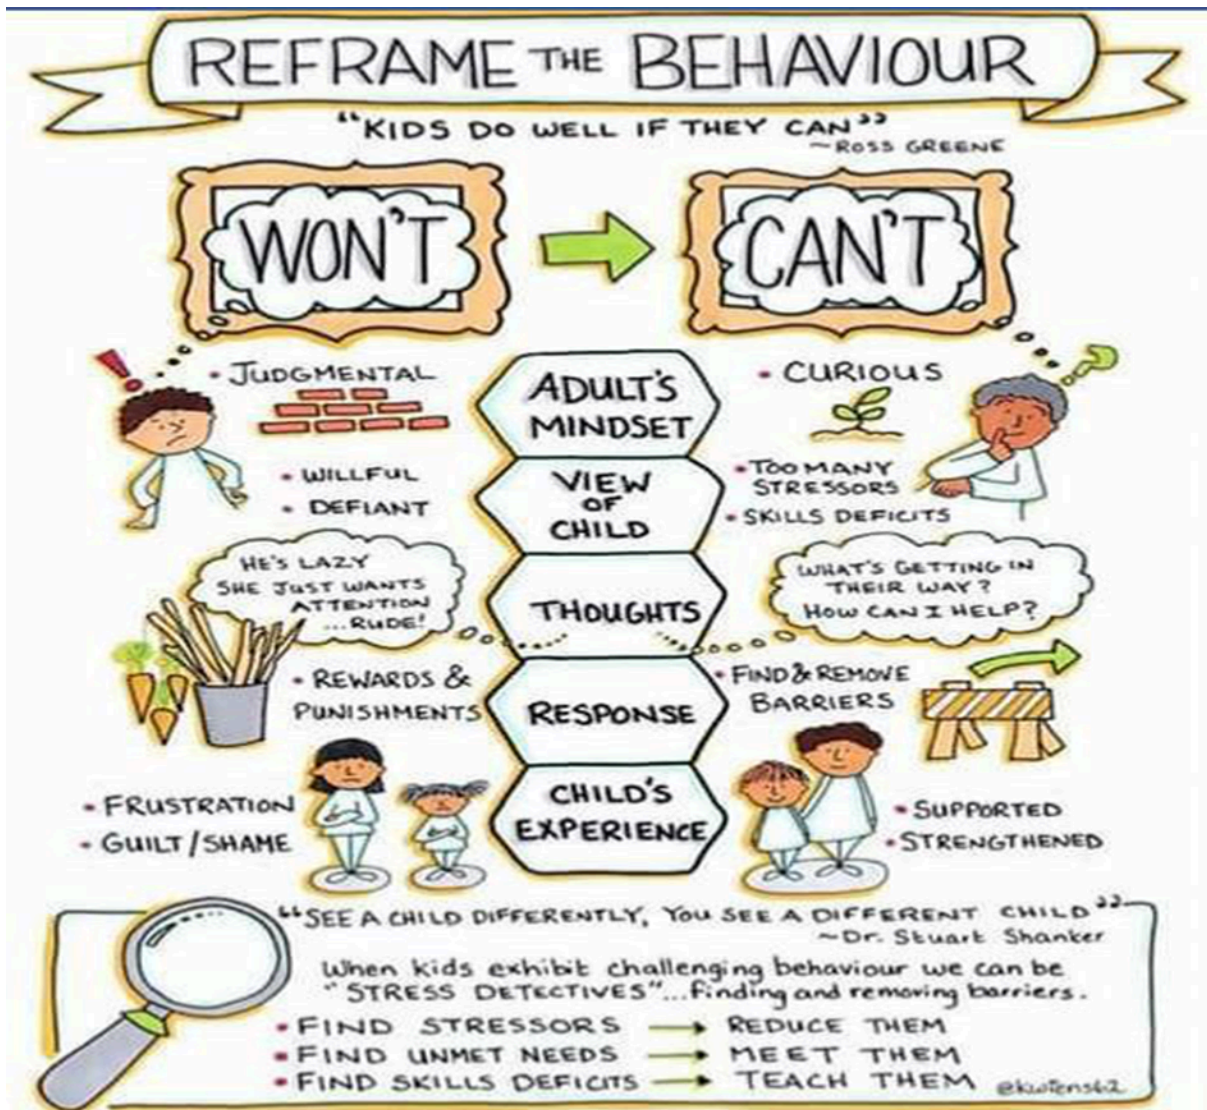 REFRAME THE BEHAVIOUR
"KIDS DO WELL IF THEY CAN"
~ROSS GREENE
WON'T
CAN'T
• JUDGMENTAL
ADULT'S
MINDSET
• CURIOUS
• WILLFUL
• DEFIANT
VIEW
OF
CHILD
• TOO MANY
STRESSORS
• SKILLS DEFICITS
HE'S LAZY
SHE JUST WANTS
ATTENTION
...RUDE!
THOUGHTS
WHAT'S GETTING IN
THEIR WAY?
HOW CAN I HELP?
• REWARDS &
PUNISHMENTS
RESPONSE
• FIND & REMOVE
BARRIERS
• FRUSTRATION
• GUILT/SHAME
CHILD'S
EXPERIENCE
• SUPPORTED
• STRENGTHENED
"SEE A CHILD DIFFERENTLY, YOU SEE A DIFFERENT CHILD"
~Dr. Stuart Shanker
When kids exhibit challenging behaviour we can be
"STRESS DETECTIVES"...finding and removing barriers.
• FIND STRESSORS → REDUCE THEM
• FIND UNMET NEEDS → MEET THEM
• FIND SKILLS DEFICITS → TEACH THEM
@kwiens62